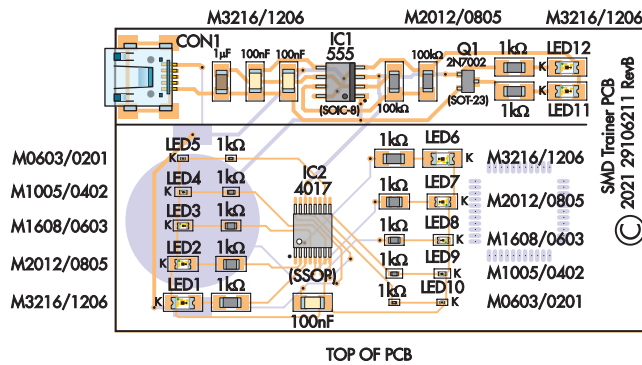 M3216/1206 M2012/0805 M3216/1206
CON1 IC1 Q1 1kΩ LED12
1µF 100nF 100nF 555 100kΩ 2N7002 K
(SOIC-8) 100kΩ (SOT-23) 1kΩ K LED11
SMD Trainer PCB
© 2021 29106211 RevB
M0603/0201 LED5 K 1kΩ 1kΩ LED6 K M3216/1206
M1005/0402 LED4 K 1kΩ IC2 1kΩ LED7 K M2012/0805
M1608/0603 LED3 K 1kΩ 4017 1kΩ LED8 K M1608/0603
M2012/0805 LED2 K 1kΩ (SSOP) 1kΩ LED9 K M1005/0402
M3216/1206 LED1 K 1kΩ 100nF 1kΩ LED10 K M0603/0201
TOP OF PCB